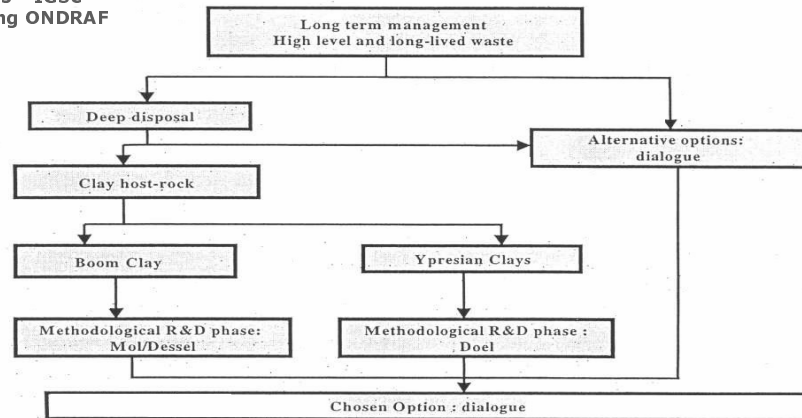 IGSC
ng ONDRAF
Long term management
High level and long-lived waste
Deep disposal
Alternative options:
dialogue
Clay host-rock
Boom Clay
Ypresian Clays
Methodological R&D phase:
Mol/Dessel
Methodological R&D phase :
Doel
Chosen Option : dialogue